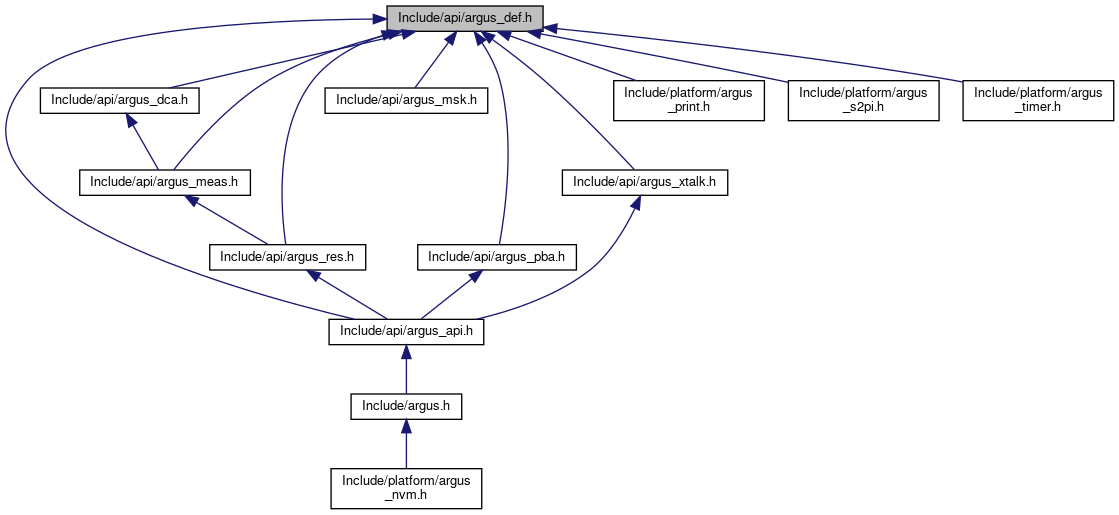 Include/api/argus_def.h
Include/api/argus_dca.h
Include/api/argus_msk.h
Include/platform/argus
_print.h
Include/platform/argus
_s2pi.h
Include/platform/argus
_timer.h
Include/api/argus_meas.h
Include/api/argus_xtalk.h
Include/api/argus_res.h
Include/api/argus_pba.h
Include/api/argus_api.h
Include/argus.h
Include/platform/argus
_nvm.h